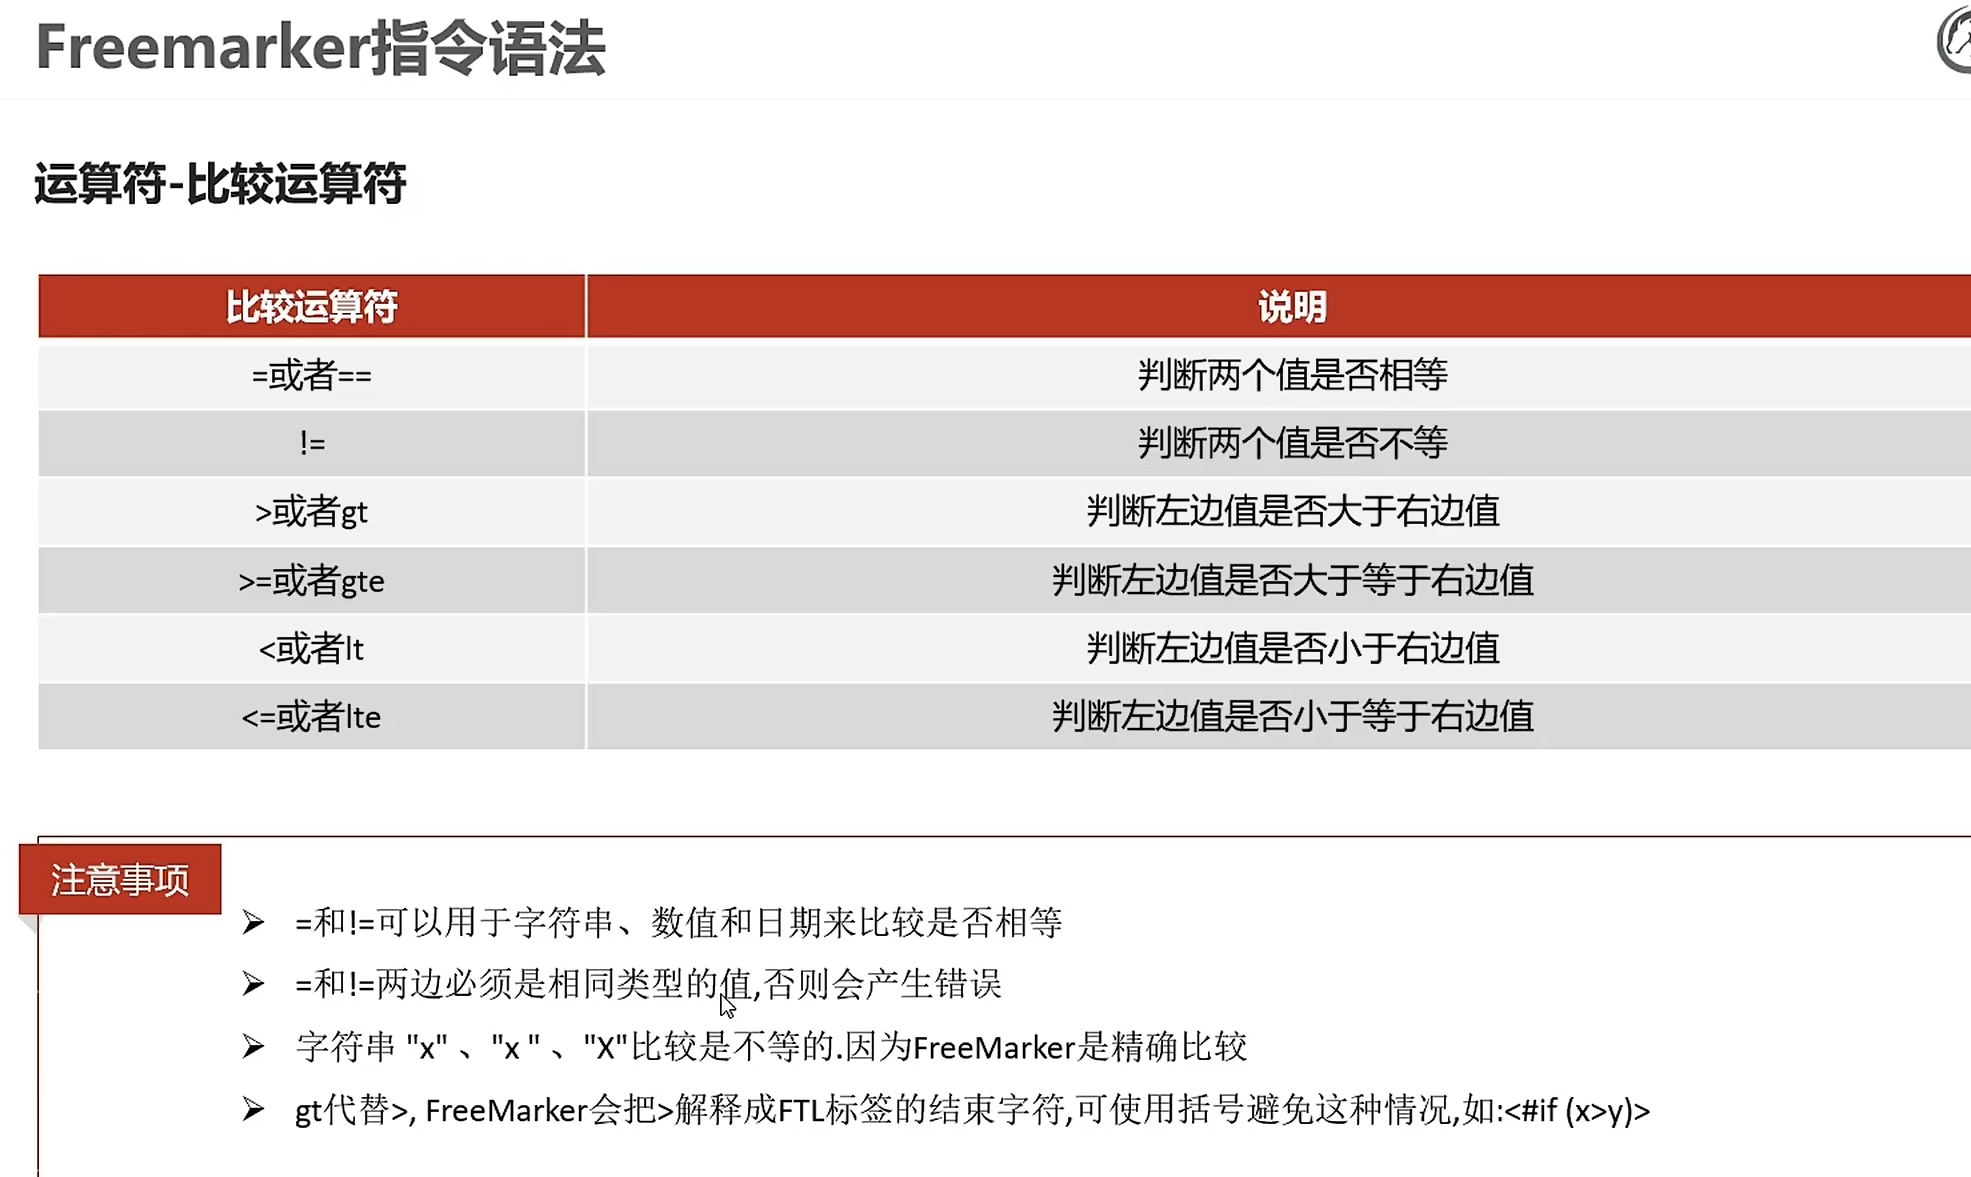 Freemarker指令语法
运算符-比较运算符
比较运算符 说明
=或者== 判断两个值是否相等
!= 判断两个值是否不等
>或者gt 判断左边值是否大于右边值
>=或者gte 判断左边值是否大于等于右边值
<或者lt 判断左边值是否小于右边值
<=或者lte 判断左边值是否小于等于右边值
注意事项
=和!=可以用于字符串、数值和日期来比较是否相等
=和!=两边必须是相同类型的值,否则会产生错误
字符串 "x" 、"x " 、"X"比较是不等的.因为FreeMarker是精确比较
gt代替>, FreeMarker会把>解释成FTL标签的结束字符,可使用括号避免这种情况,如:<#if (x>y)>